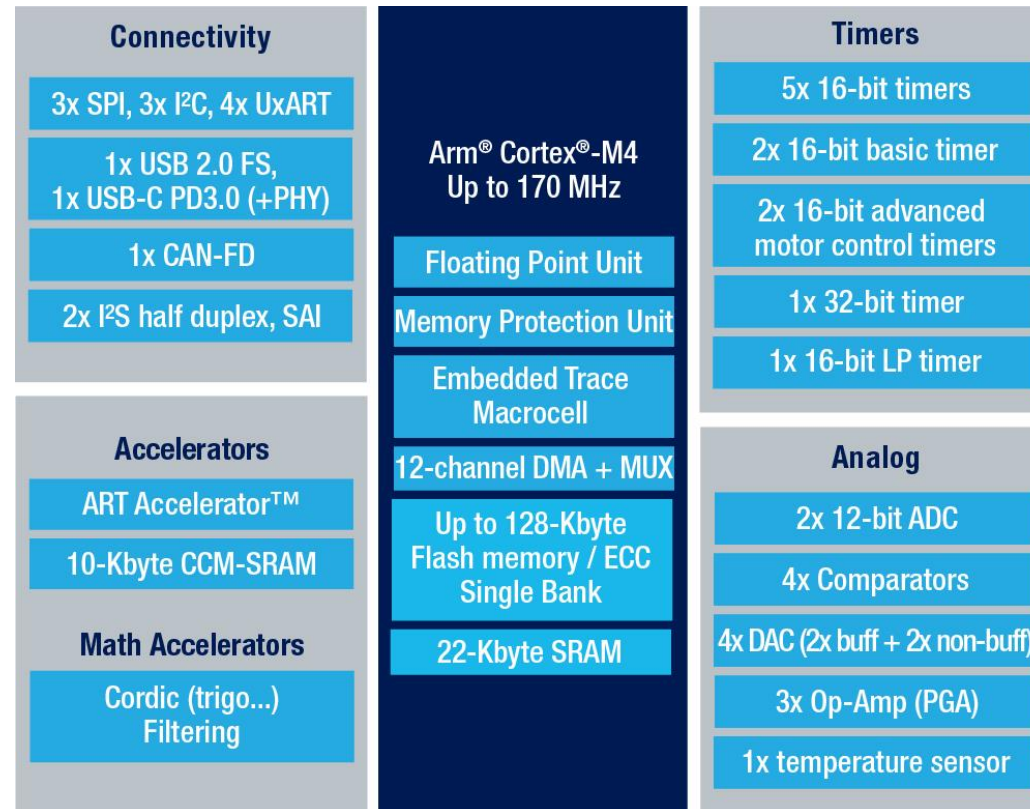 Connectivity
3x SPI, 3x I²C, 4x UxART
1x USB 2.0 FS,
1x USB-C PD3.0 (+PHY)
1x CAN-FD
2x I²S half duplex, SAI
Accelerators
ART Accelerator™
10-Kbyte CCM-SRAM
Math Accelerators
Cordic (trigo...)
Filtering
Arm® Cortex®-M4
Up to 170 MHz
Floating Point Unit
Memory Protection Unit
Embedded Trace
Macrocell
12-channel DMA + MUX
Up to 128-Kbyte
Flash memory / ECC
Single Bank
22-Kbyte SRAM
Timers
5x 16-bit timers
2x 16-bit basic timer
2x 16-bit advanced
motor control timers
1x 32-bit timer
1x 16-bit LP timer
Analog
2x 12-bit ADC
4x Comparators
4x DAC (2x buff + 2x non-buff)
3x Op-Amp (PGA)
1x temperature sensor